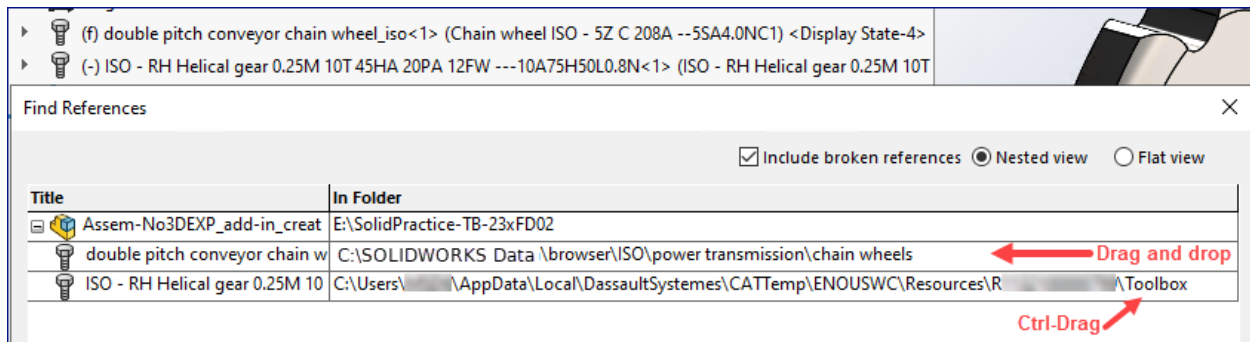 (f) double pitch conveyor chain wheel_iso<1> (Chain wheel ISO - 5Z C 208A --5SA4.0NC1) <Display State-4>
(-) ISO - RH Helical gear 0.25M 10T 45HA 20PA 12FW ---10A75H50L0.8N<1> (ISO - RH Helical gear 0.25M 10T
Find References
Include broken references Nested view Flat view
Title In Folder
Assem-No3DEXP_add-in_creat E:\SolidPractice-TB-23xFD02
double pitch conveyor chain w C:\SOLIDWORKS Data\browser\ISO\power transmission\chain wheels Drag and drop
ISO - RH Helical gear 0.25M 10 C:\Users\ \AppData\Local\DassaultSystemes\CATTemp\ENOUSWC\Resources\R \Toolbox
Ctrl-Drag